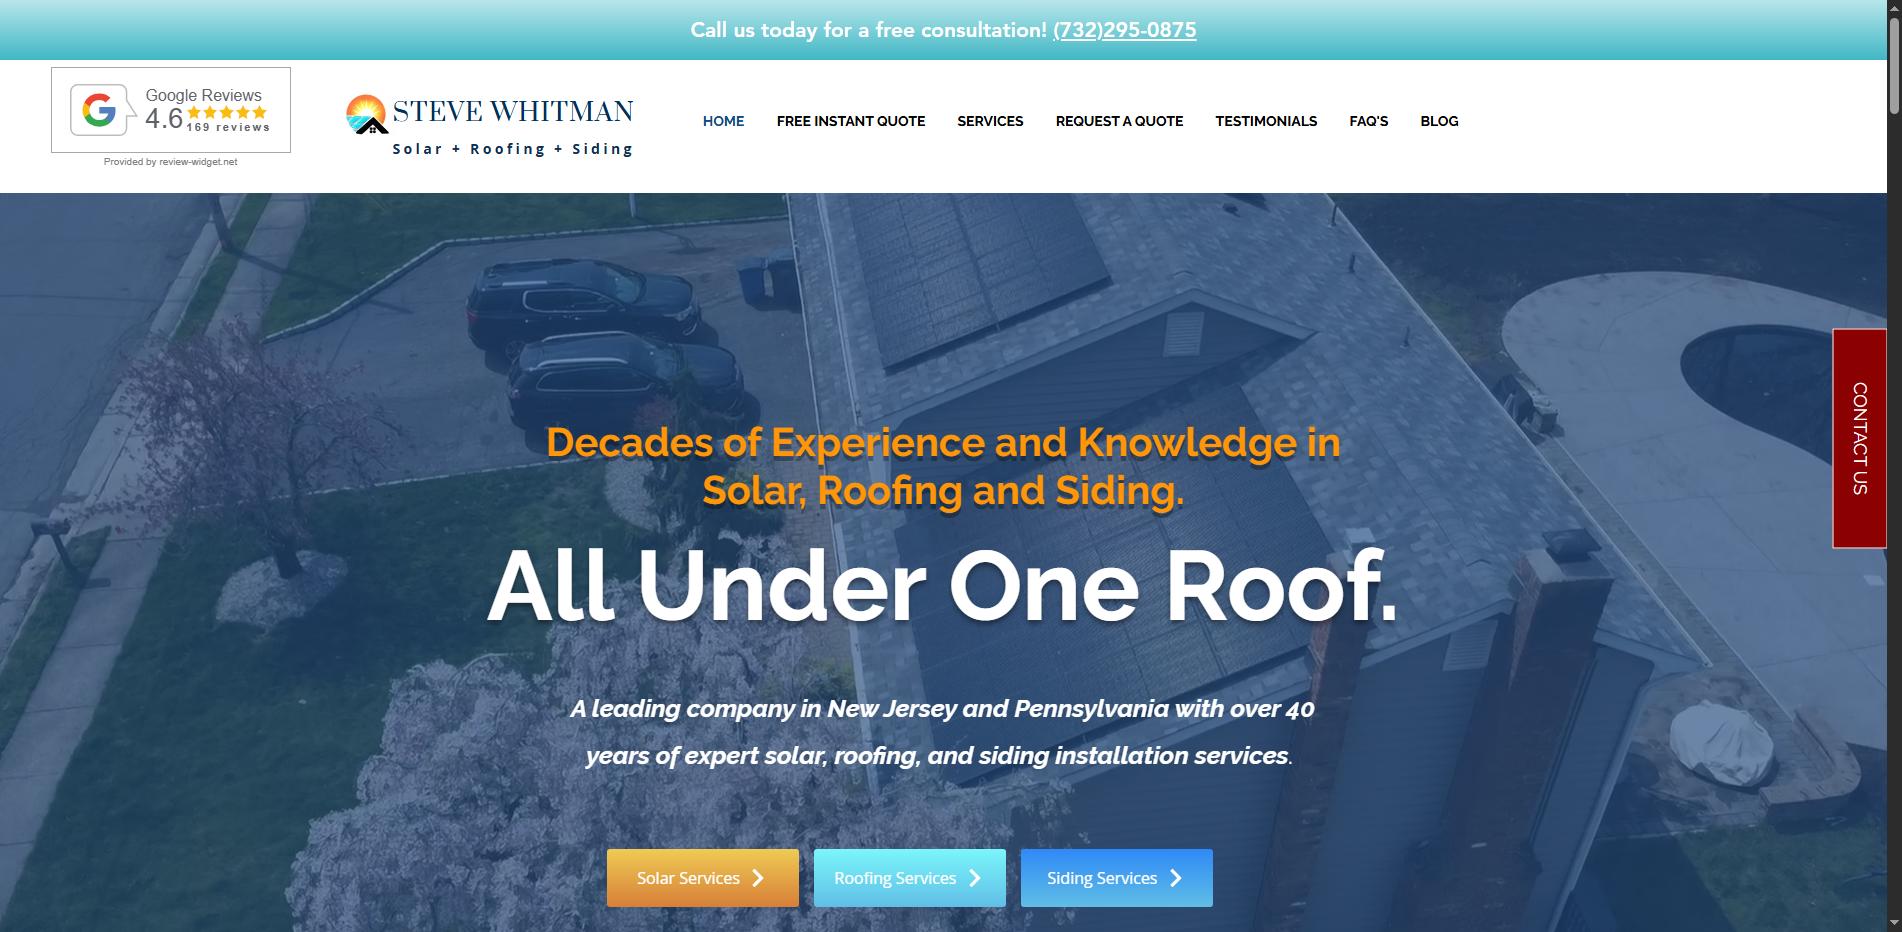 Call us today for a free consultation! (732)295-0875
Google Reviews
4.6
169 reviews
Provided by review-widget.net
STEVE WHITMAN
Solar + Roofing + Siding
HOME FREE INSTANT QUOTE SERVICES REQUEST A QUOTE TESTIMONIALS FAQ'S BLOG
CONTACT US
Decades of Experience and Knowledge in
Solar, Roofing and Siding.
All Under One Roof.
A leading company in New Jersey and Pennsylvania with over 40
years of expert solar, roofing, and siding installation services.
Solar Services Roofing Services Siding Services